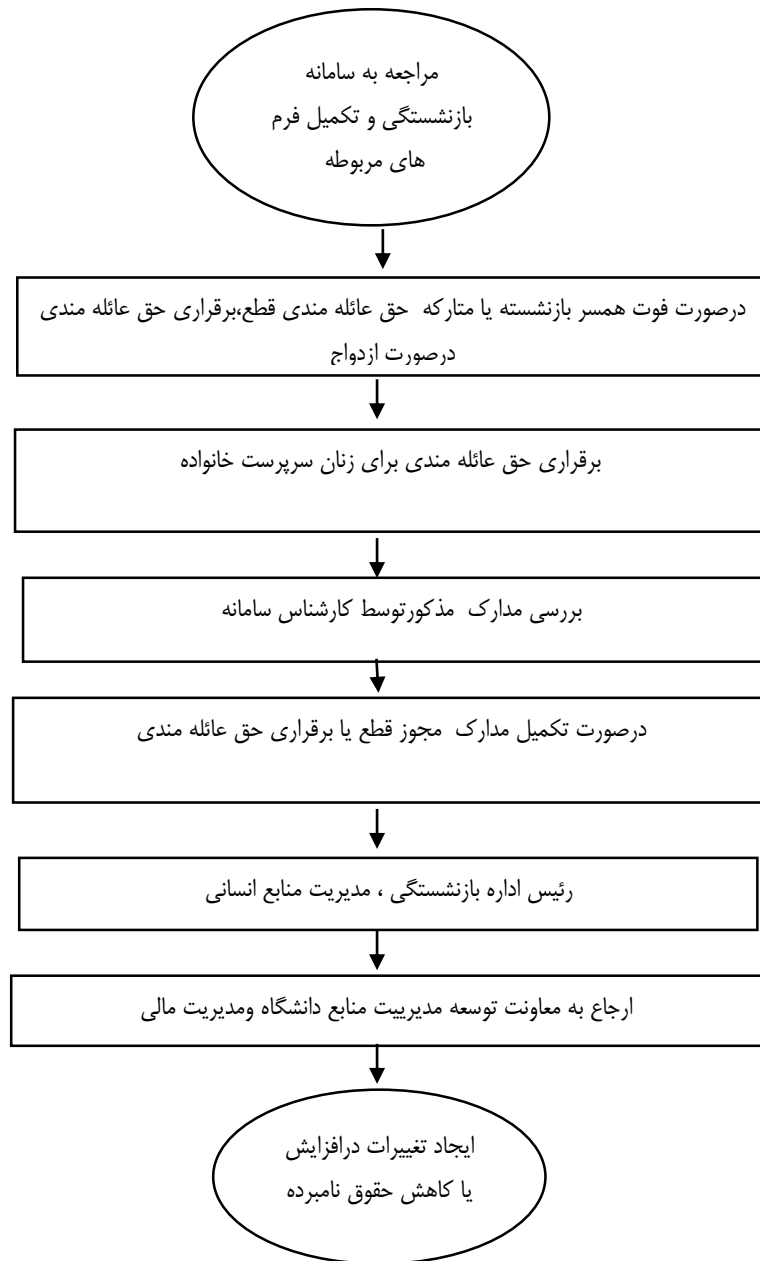 مراجعه به سامانه
بازنشستگی و تکمیل فرم
های مربوطه
درصورت فوت همسر بازنشسته یا متارکه حق عائله مندی قطع،برقراری حق عائله مندی
درصورت ازدواج
برقراری حق عائله مندی برای زنان سرپرست خانواده
بررسی مدارک مذکورتوسط کارشناس سامانه
درصورت تکمیل مدارک مجوز قطع یا برقراری حق عائله مندی
رئیس اداره بازنشستگی ، مدیریت منابع انسانی
ارجاع به معاونت توسعه مدیرییت منابع دانشگاه ومدیریت مالی
ایجاد تغییرات درافزایش
یا کاهش حقوق نامبرده